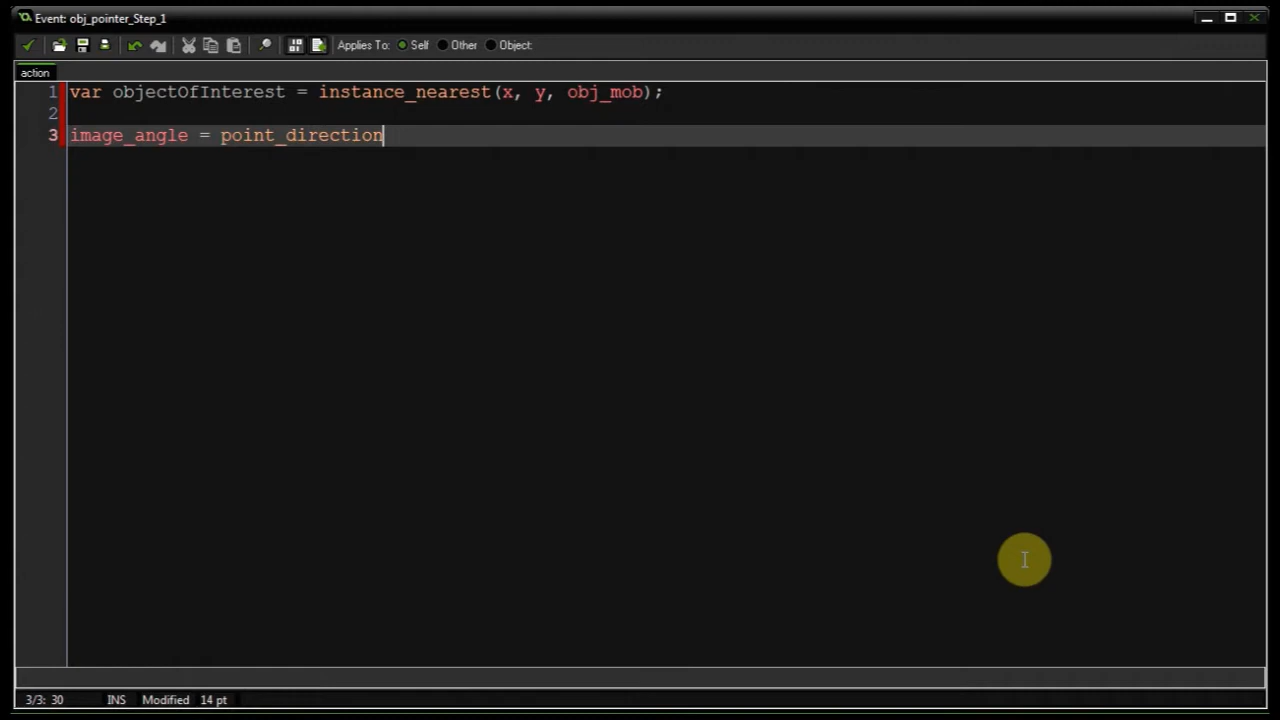 Event: obj_pointer_Step_1
Applies To: Self Other Object:
action
1 var objectOfInterest = instance_nearest(x, y, obj_mob);
2
3 image_angle = point_direction
3/3: 30 INS Modified 14 pt